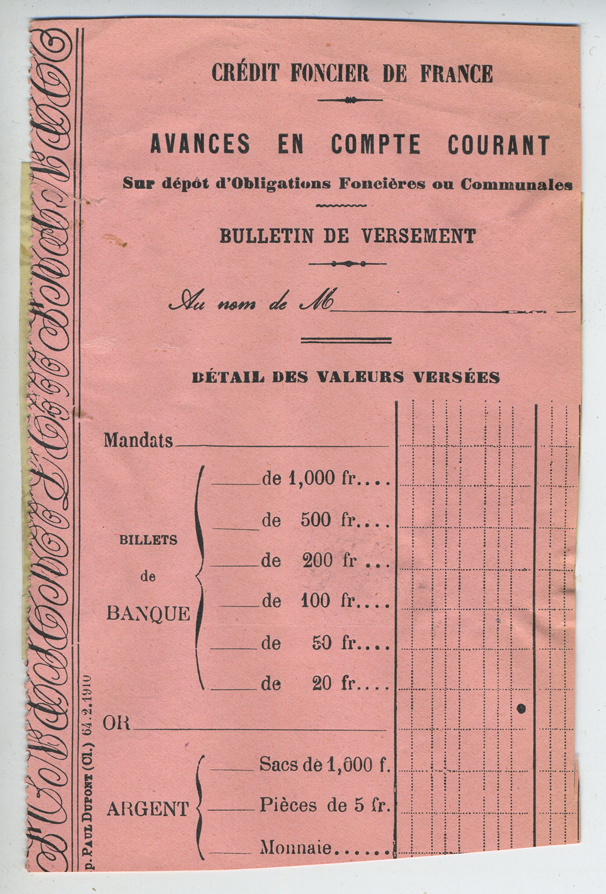 CRÉDIT FONCIER DE FRANCE
AVANCES EN COMPTE COURANT
Sur dépôt d'Obligations Foncières ou Communales
BULLETIN DE VERSEMENT
Au nom de M
DÉTAIL DES VALEURS VERSÉES
Mandats
BILLETS
de
BANQUE
de 1,000 fr....
de 500 fr....
de 200 fr ...
de 100 fr....
de 50 fr....
de 20 fr....
OR
ARGENT
Sacs de 1,000 f.
Pièces de 5 fr.
Monnaie......
p. PAUL DUPONT (Cl.) 64.2.1910